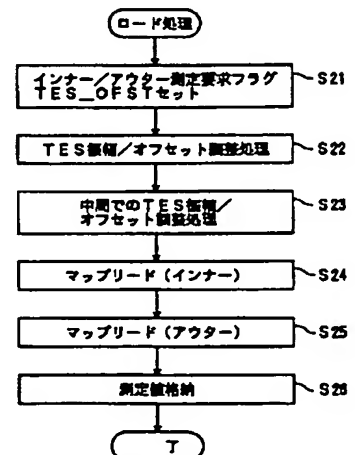 ロード処理
インナー／アウター測定要求フラグ
TES_OFSTセット
S21
TES振幅／オフセット調整処理
S22
中間でのTES振幅／
オフセット調整処理
S23
マップリード（インナー）
S24
マップリード（アウター）
S25
測定値格納
S26
了